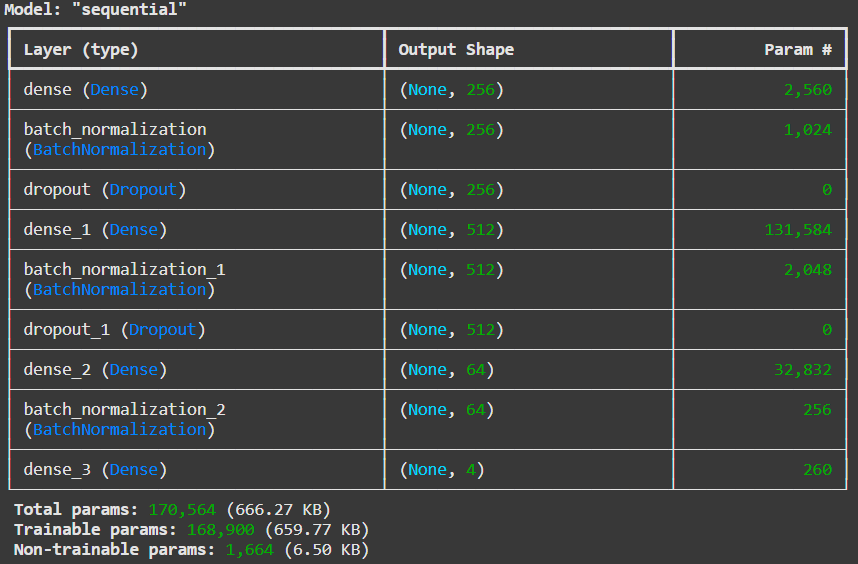 Model: "sequential"
Layer (type) Output Shape Param #
dense (Dense) (None, 256) 2,560
batch_normalization (None, 256) 1,024
(BatchNormalization)
dropout (Dropout) (None, 256) 0
dense_1 (Dense) (None, 512) 131,584
batch_normalization_1 (None, 512) 2,048
(BatchNormalization)
dropout_1 (Dropout) (None, 512) 0
dense_2 (Dense) (None, 64) 32,832
batch_normalization_2 (None, 64) 256
(BatchNormalization)
dense_3 (Dense) (None, 4) 260
Total params: 170,564 (666.27 KB)
Trainable params: 168,900 (659.77 KB)
Non-trainable params: 1,664 (6.50 KB)